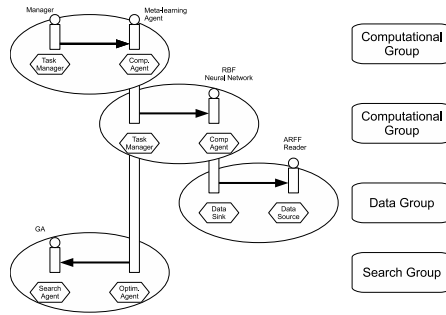 Manager
Meta-learning
Agent
Task
Manager
Comp.
Agent
Computational
Group
RBF
Neural Network
Task
Manager
Comp
Agent
Computational
Group
ARFF
Reader
Data
Sink
Data
Source
Data Group
GA
Search
Agent
Optim.
Agent
Search Group